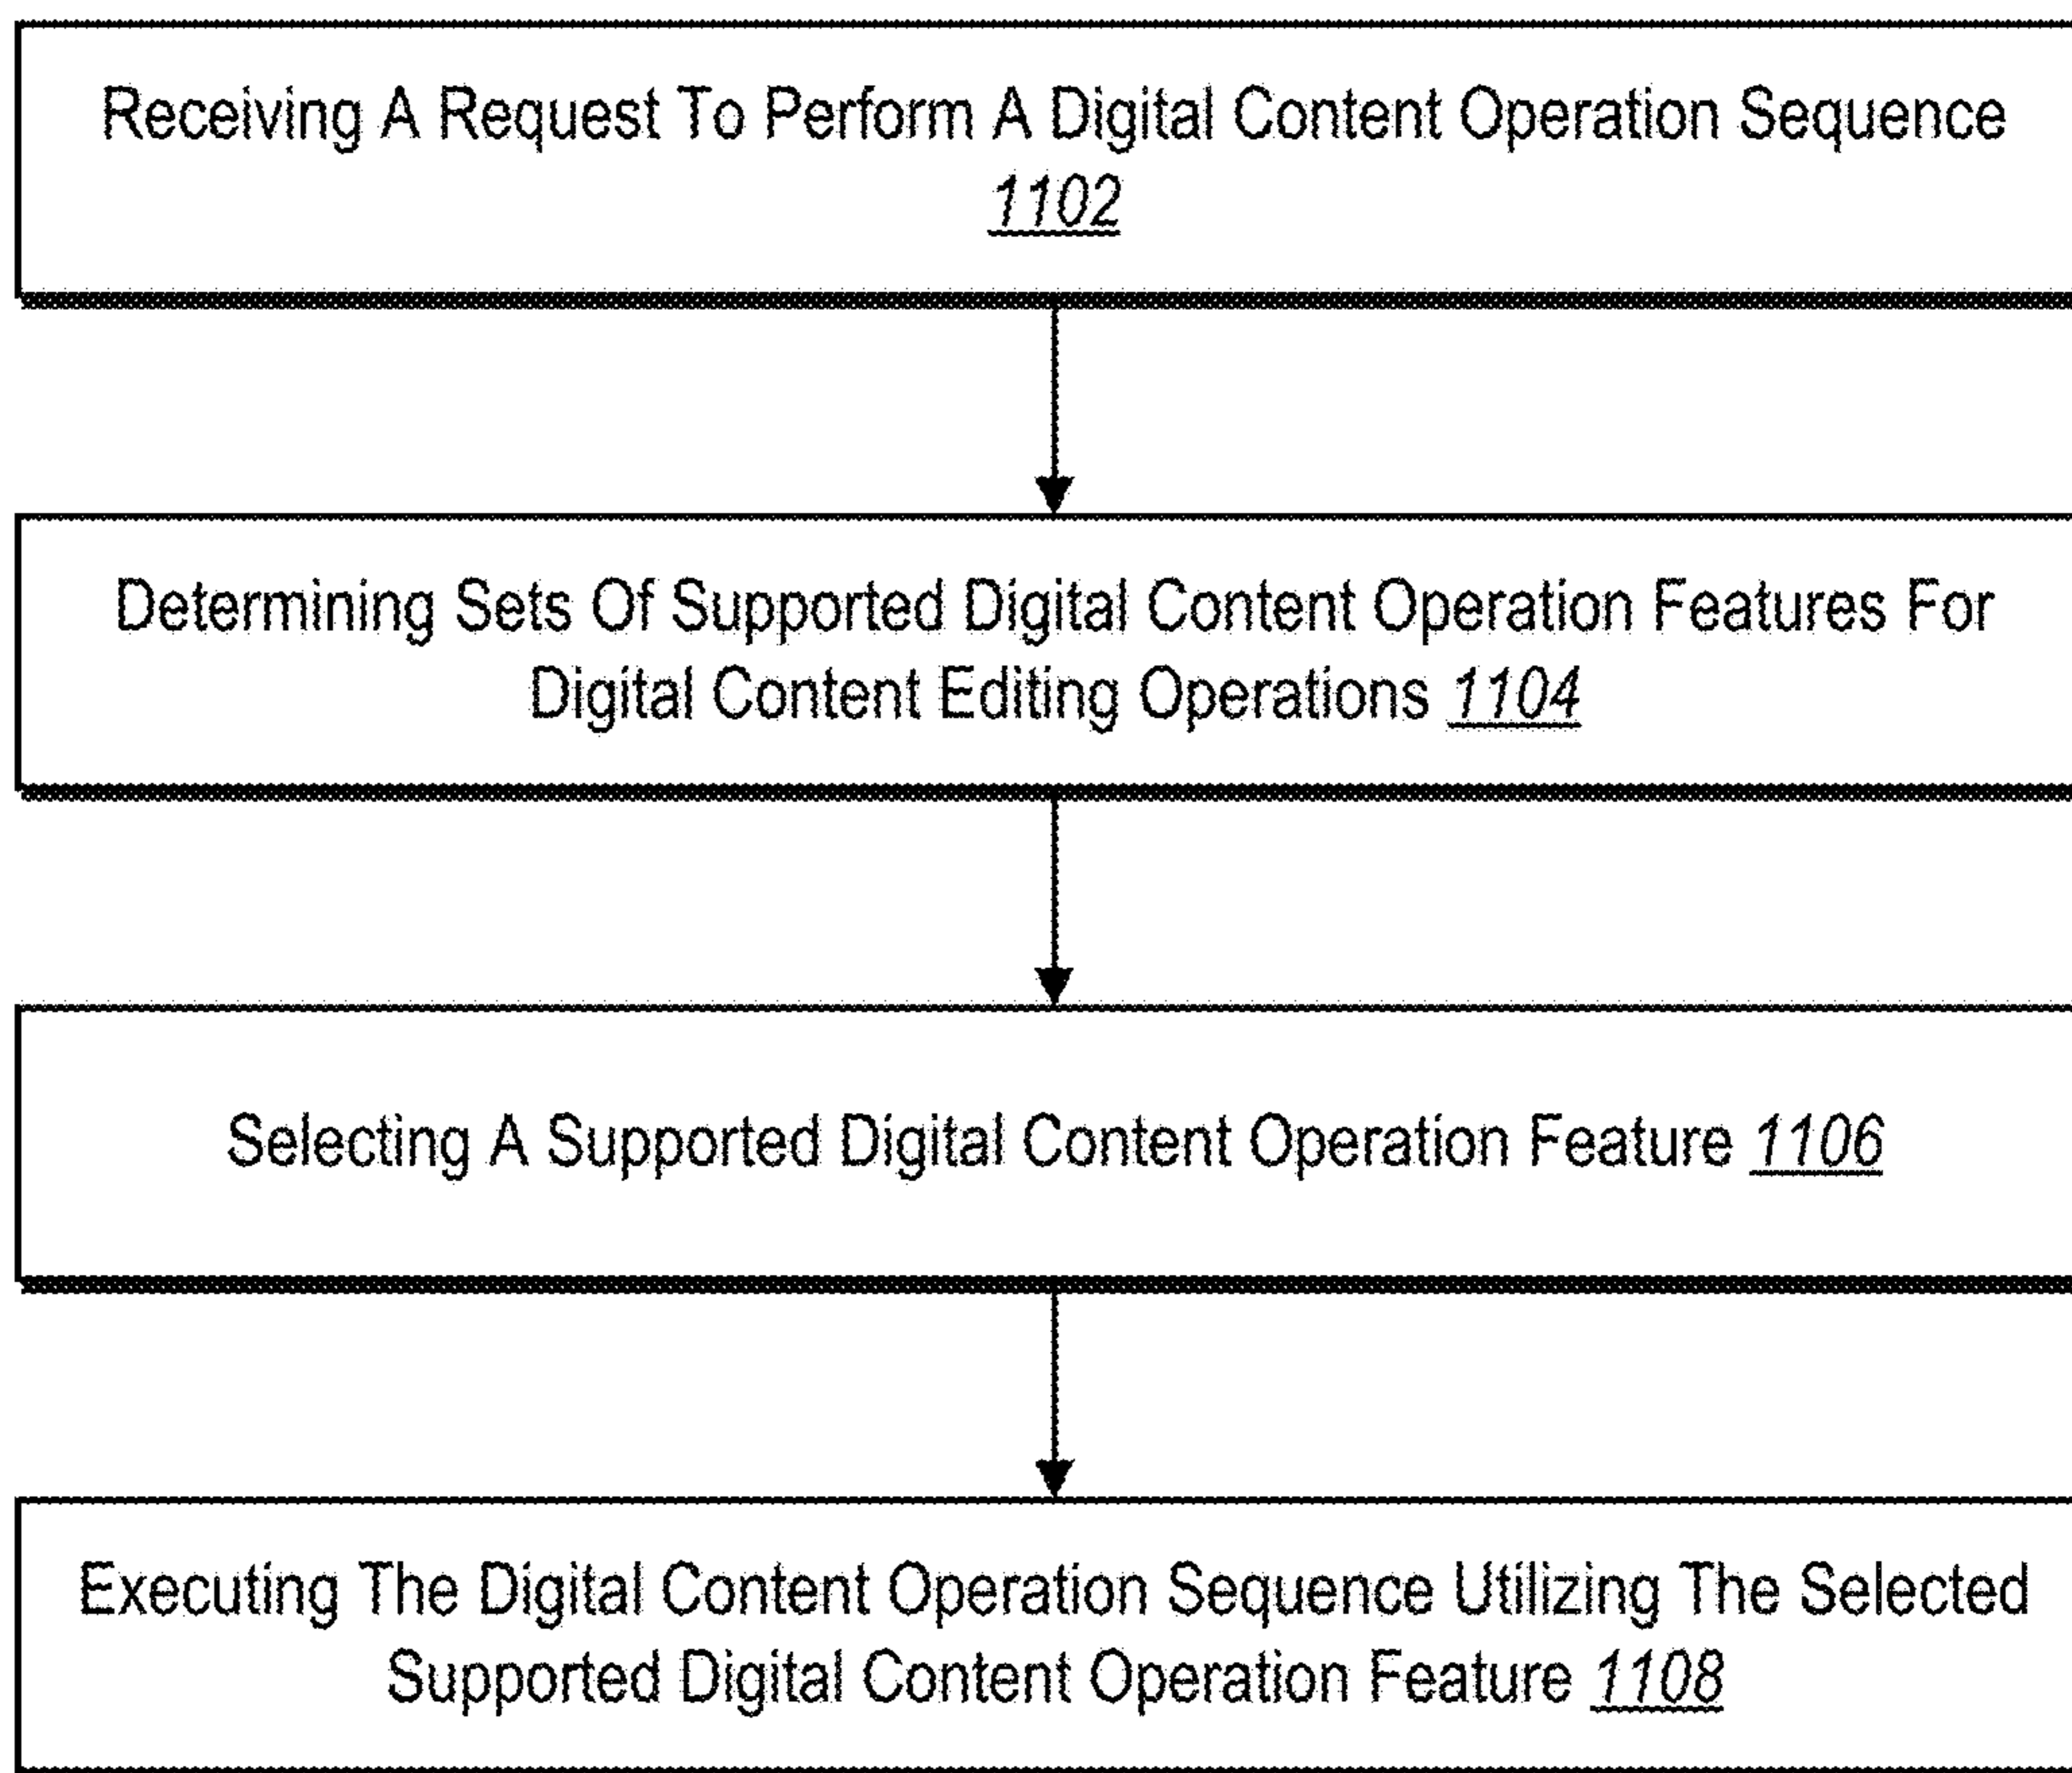 Receiving A Request To Perform A Digital Content Operation Sequence
1102
Determining Sets Of Supported Digital Content Operation Features For
Digital Content Editing Operations 1104
Selecting A Supported Digital Content Operation Feature 1106
Executing The Digital Content Operation Sequence Utilizing The Selected
Supported Digital Content Operation Feature 1108